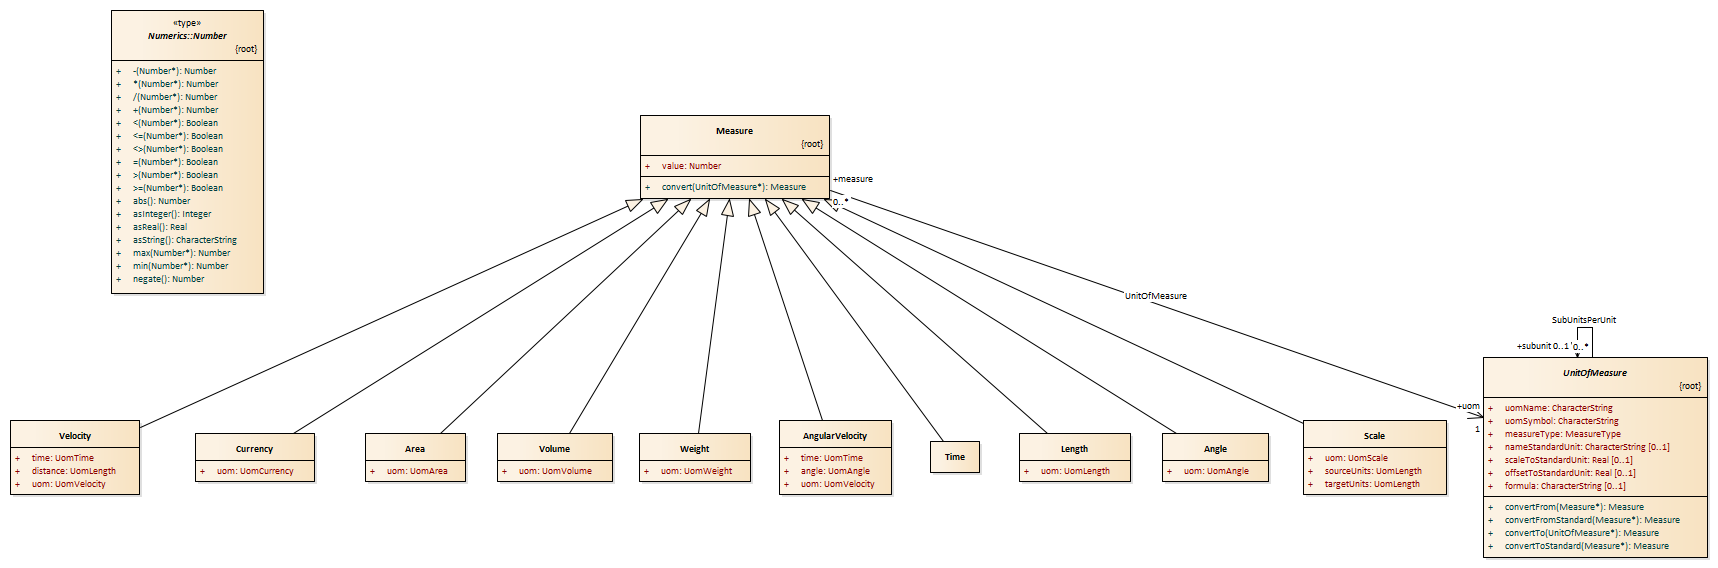 «type»
Numerics::Number
{root}
+ -(Number*): Number
+ *(Number*): Number
+ /(Number*): Number
+ +(Number*): Number
+ <(Number*): Boolean
+ <=(Number*): Boolean
+ <>(Number*): Boolean
+ =(Number*): Boolean
+ >(Number*): Boolean
+ >=(Number*): Boolean
+ abs(): Number
+ asInteger(): Integer
+ asReal(): Real
+ asString(): CharacterString
+ max(Number*): Number
+ min(Number*): Number
+ negate(): Number
Measure
{root}
+ value: Number
+ convert(UnitOfMeasure*): Measure
+measure
0..*
UnitOfMeasure
+uom
1
SubUnitsPerUnit
+subunit 0..1
0..*
Velocity
+ time: UomTime
+ distance: UomLength
+ uom: UomVelocity
Currency
+ uom: UomCurrency
Area
+ uom: UomArea
Volume
+ uom: UomVolume
Weight
+ uom: UomWeight
AngularVelocity
+ time: UomTime
+ angle: UomAngle
+ uom: UomVelocity
Time
Length
+ uom: UomLength
Angle
+ uom: UomAngle
Scale
+ uom: UomScale
+ sourceUnits: UomLength
+ targetUnits: UomLength
UnitOfMeasure
{root}
+ uomName: CharacterString
+ uomSymbol: CharacterString
+ measureType: MeasureType
+ nameStandardUnit: CharacterString [0..1]
+ scaleToStandardUnit: Real [0..1]
+ offsetToStandardUnit: Real [0..1]
+ formula: CharacterString [0..1]
+ convertFrom(Measure*): Measure
+ convertFromStandard(Measure*): Measure
+ convertTo(UnitOfMeasure*): Measure
+ convertToStandard(Measure*): Measure